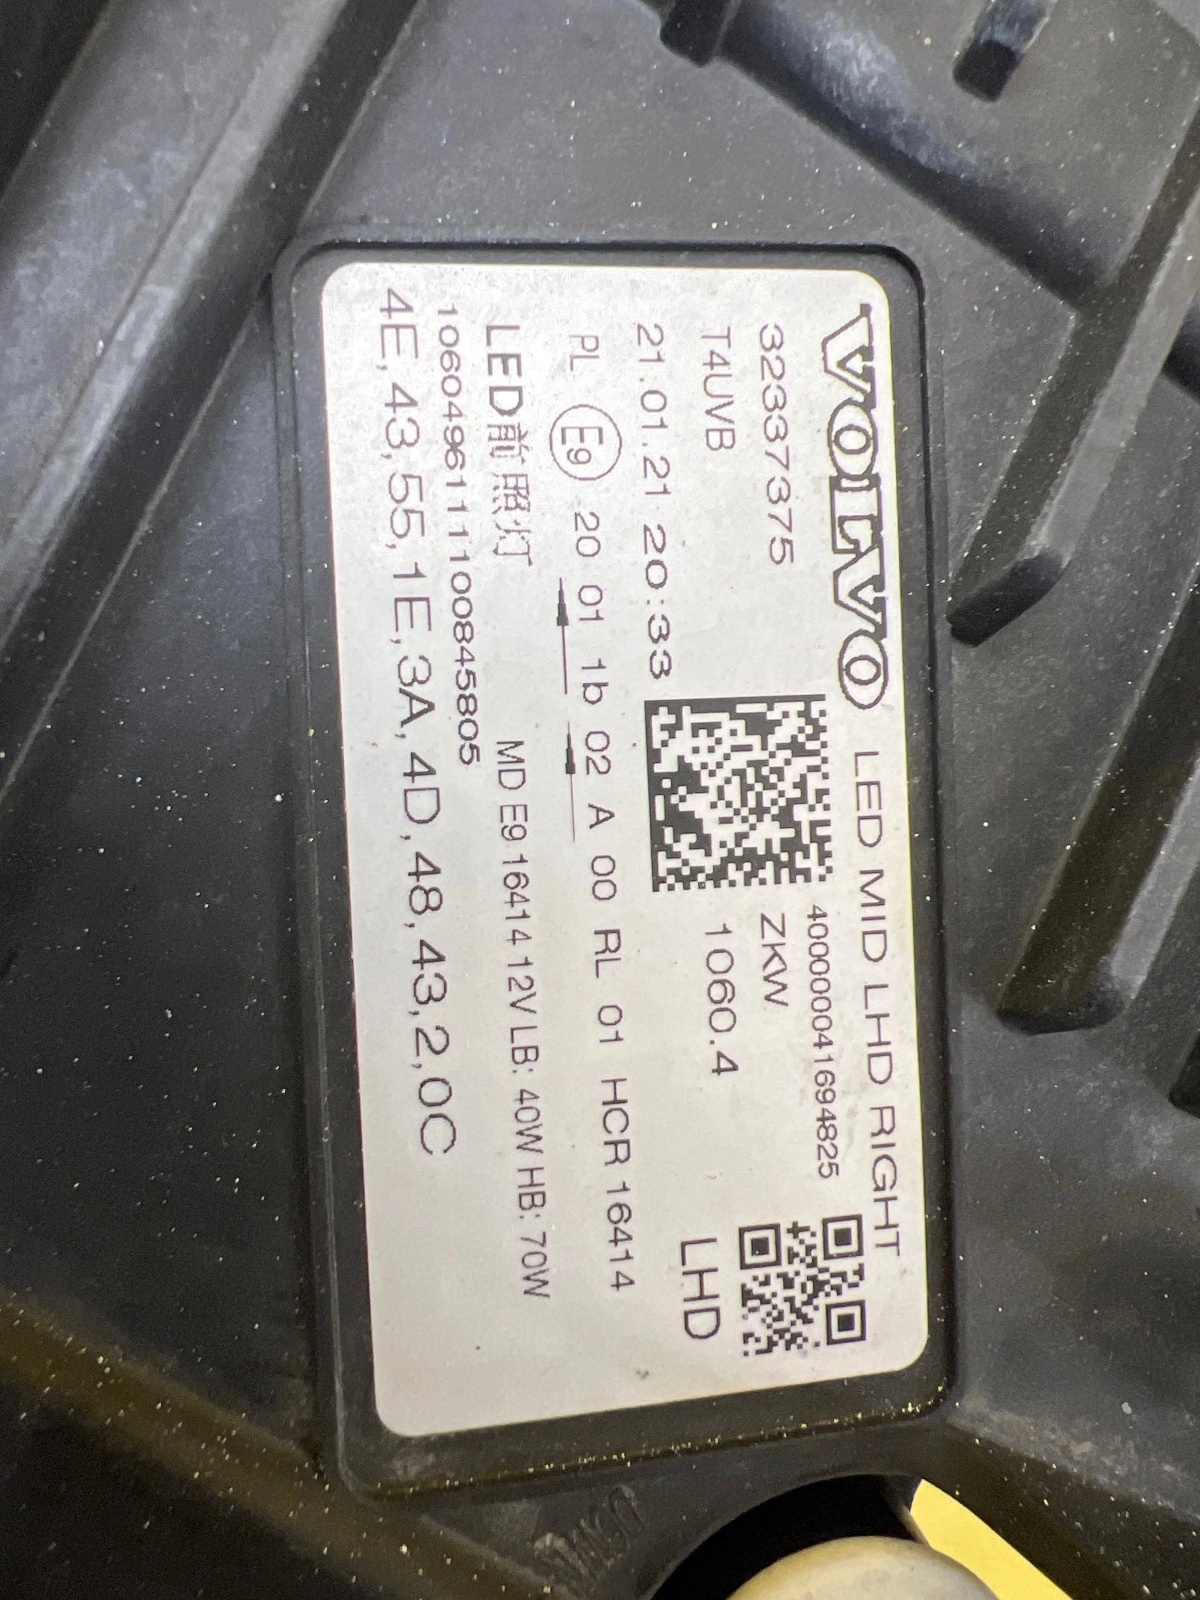 VOLVO LED MID LHD RIGHT
32337375 400000041694825
T4UVB ZKW
21.01.21 20:33 1060.4 LHD
PL E9 20 01 1b 02 A 00 RL 01 HCR 16414
LED前照灯 MD E9 16414 12V LB: 40W HB: 70W
106049611110084580​5
4E,43,55,1E,3A,4D,48,43,2,0C